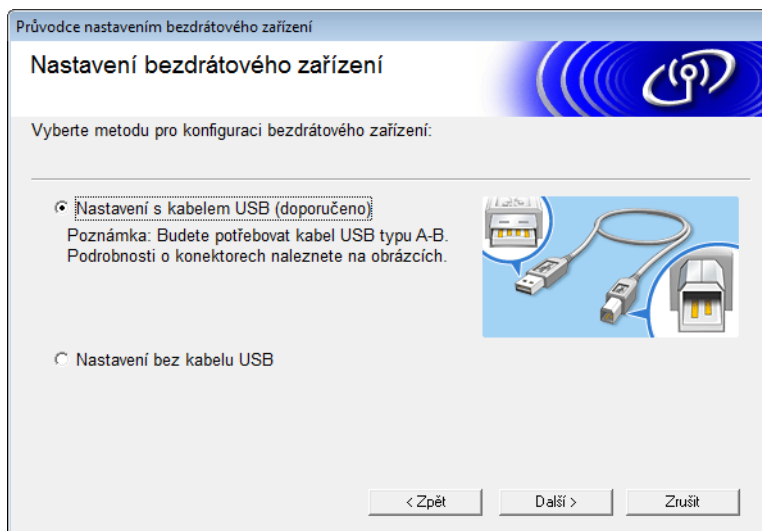 Průvodce nastavením bezdrátového zařízení
Nastavení bezdrátového zařízení
Vyberte metodu pro konfiguraci bezdrátového zařízení:
Nastavení s kabelem USB (doporučeno)
Poznámka: Budete potřebovat kabel USB typu A-B.
Podrobnosti o konektorech naleznete na obrázcích.
Nastavení bez kabelu USB
< Zpět
Další >
Zrušit